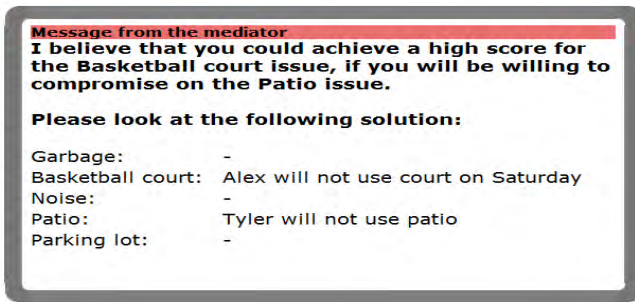 Message from the mediator
I believe that you could achieve a high score for
the Basketball court issue, if you will be willing to
compromise on the Patio issue.
Please look at the following solution:
Garbage: -
Basketball court: Alex will not use court on Saturday
Noise: -
Patio: Tyler will not use patio
Parking lot: -